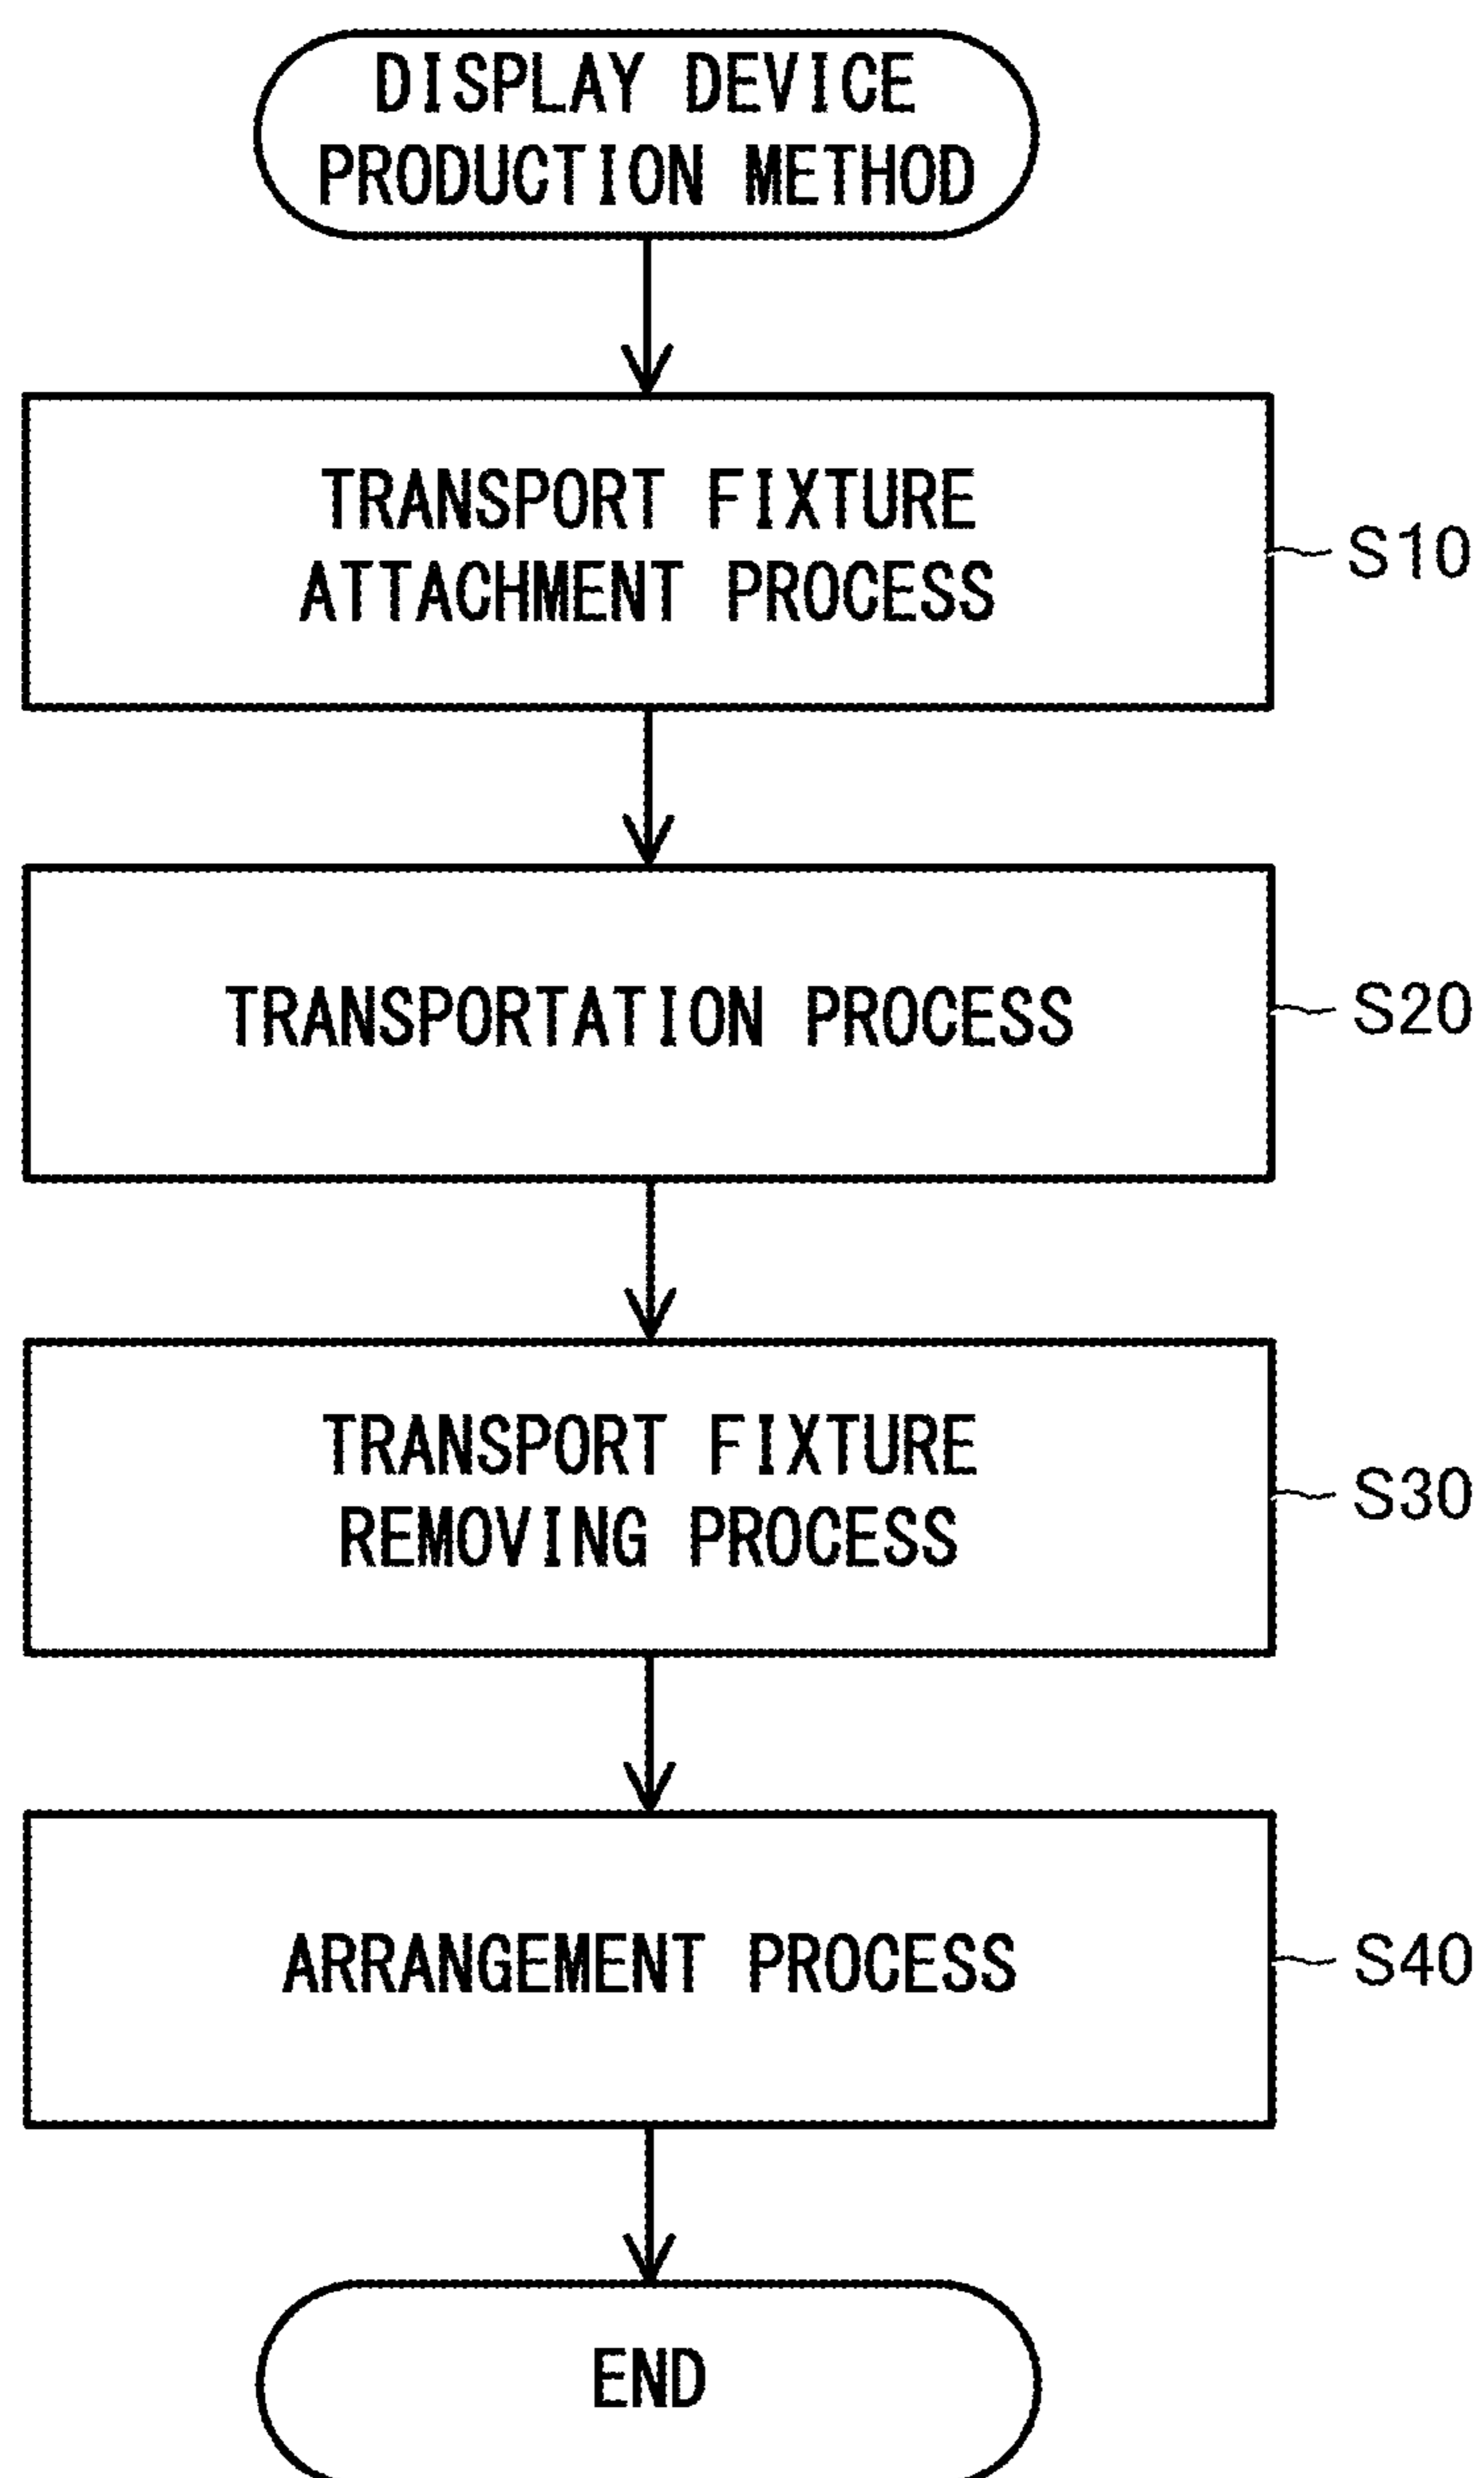 DISPLAY DEVICE
PRODUCTION METHOD
TRANSPORT FIXTURE
ATTACHMENT PROCESS
S10
TRANSPORTATION PROCESS
S20
TRANSPORT FIXTURE
REMOVING PROCESS
S30
ARRANGEMENT PROCESS
S40
END